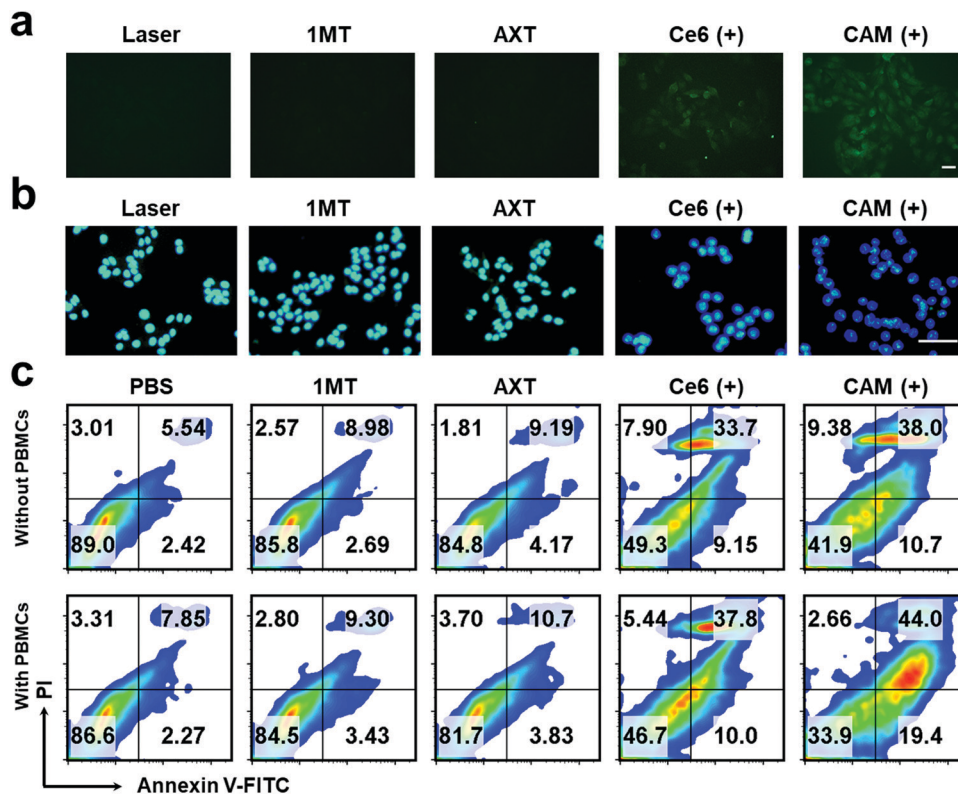 a
Laser 1MT AXT Ce6 (+) CAM (+)
b
Laser 1MT AXT Ce6 (+) CAM (+)
c
PBS 1MT AXT Ce6 (+) CAM (+)
Without PBMCs
3.01 5.54 2.57 8.98 1.81 9.19 7.90 33.7 9.38 38.0
89.0 2.42 85.8 2.69 84.8 4.17 49.3 9.15 41.9 10.7
With PBMCs
3.31 7.85 2.80 9.30 3.70 10.7 5.44 37.8 2.66 44.0
86.6 2.27 84.5 3.43 81.7 3.83 46.7 10.0 33.9 19.4
PI
Annexin V-FITC